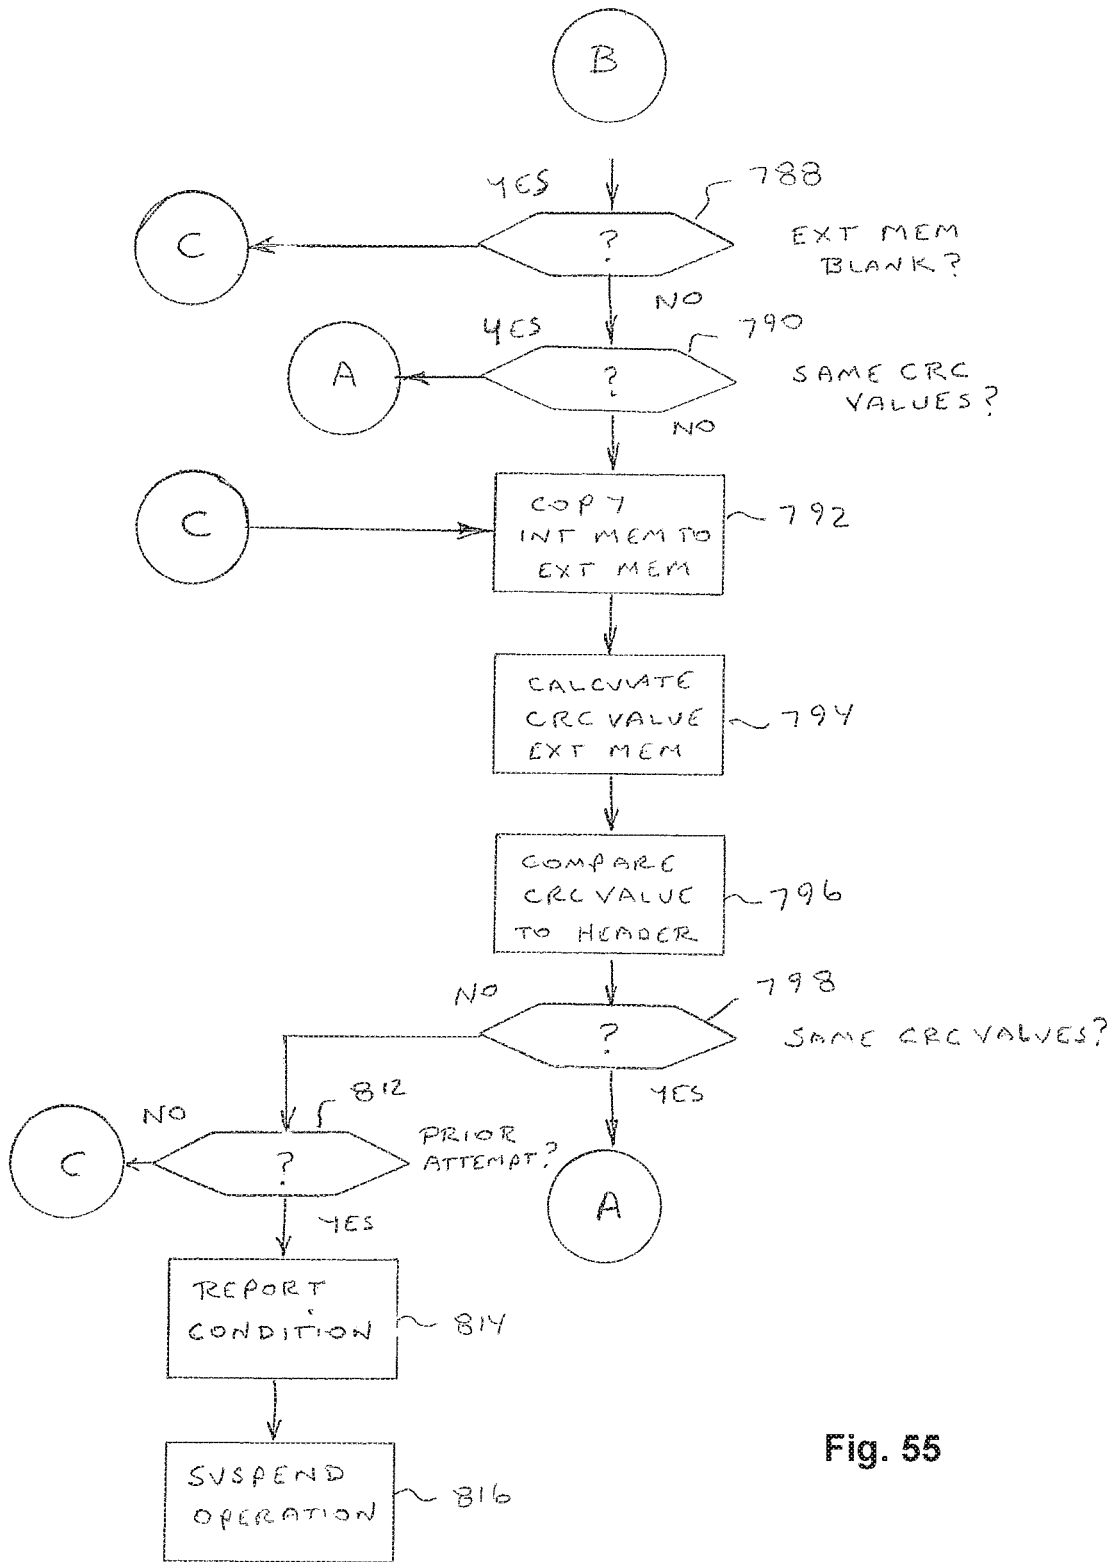 B
YES
788
C
?
EXT MEM
BLANK?
NO
YES
790
A
?
SAME CRC
VALUES?
NO
C
COPY
INT MEM TO
EXT MEM
792
CALCULATE
CRC VALUE
EXT MEM
794
COMPARE
CRC VALUE
TO HEADER
796
NO
798
?
SAME CRC VALUES?
YES
812
NO
C
?
PRIOR
ATTEMPT?
A
YES
REPORT
CONDITION
814
SUSPEND
OPERATION
816
Fig. 55